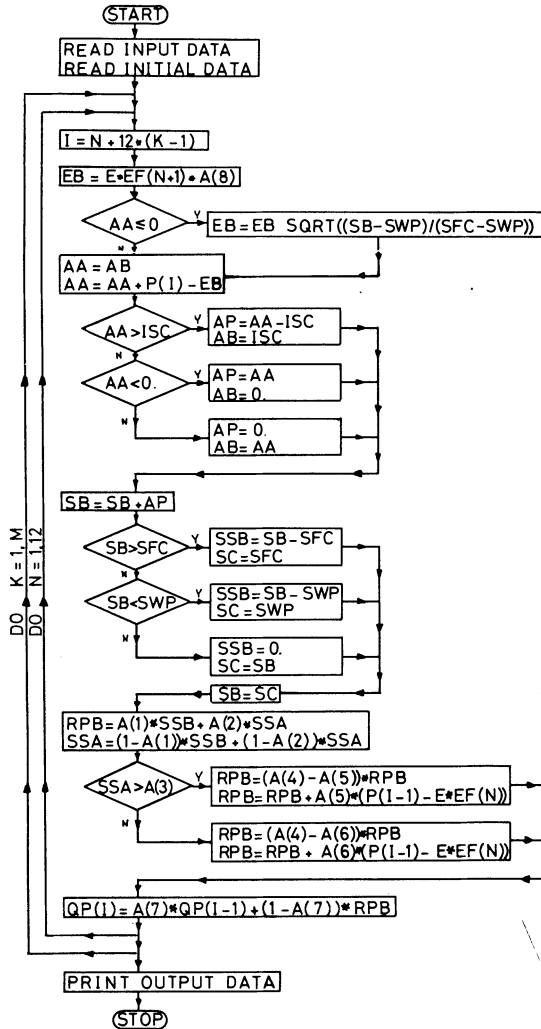 START
READ INPUT DATA
READ INITIAL DATA
I = N + 12*(K-1)
EB = E*EF(N+1)*A(8)
AA≤0
Y
EB=EB SQRT((SB-SWP)/(SFC-SWP))
N
AA = AB
AA = AA + P(I) - EB
AA>ISC
Y
AP=AA-ISC
AB=ISC
N
AA<0.
Y
AP=AA
AB=0.
N
AP=0.
AB=AA
SB=SB+AP
SB>SFC
Y
SSB=SB-SFC
SC=SFC
N
SB<SWP
Y
SSB=SB-SWP
SC=SWP
N
SSB=0.
SC=SB
SB=SC
RPB=A(1)*SSB+A(2)*SSA
SSA=(1-A(1))*SSB+(1-A(2))*SSA
SSA>A(3)
Y
RPB=(A(4)-A(5))*RPB
RPB=RPB+A(5)*(P(I-1)-E*EF(N))
N
RPB=(A(4)-A(6))*RPB
RPB=RPB+ A(6)*(P(I-1)-E*EF(N))
QP(I)=A(7)*QP(I-1)+(1-A(7))*RPB
DO K=1,M
DO N=1,12
PRINT OUTPUT DATA
STOP